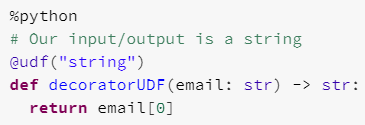 %python
# Our input/output is a string
@udf("string")
def decoratorUDF(email: str) -> str:
  return email[0]